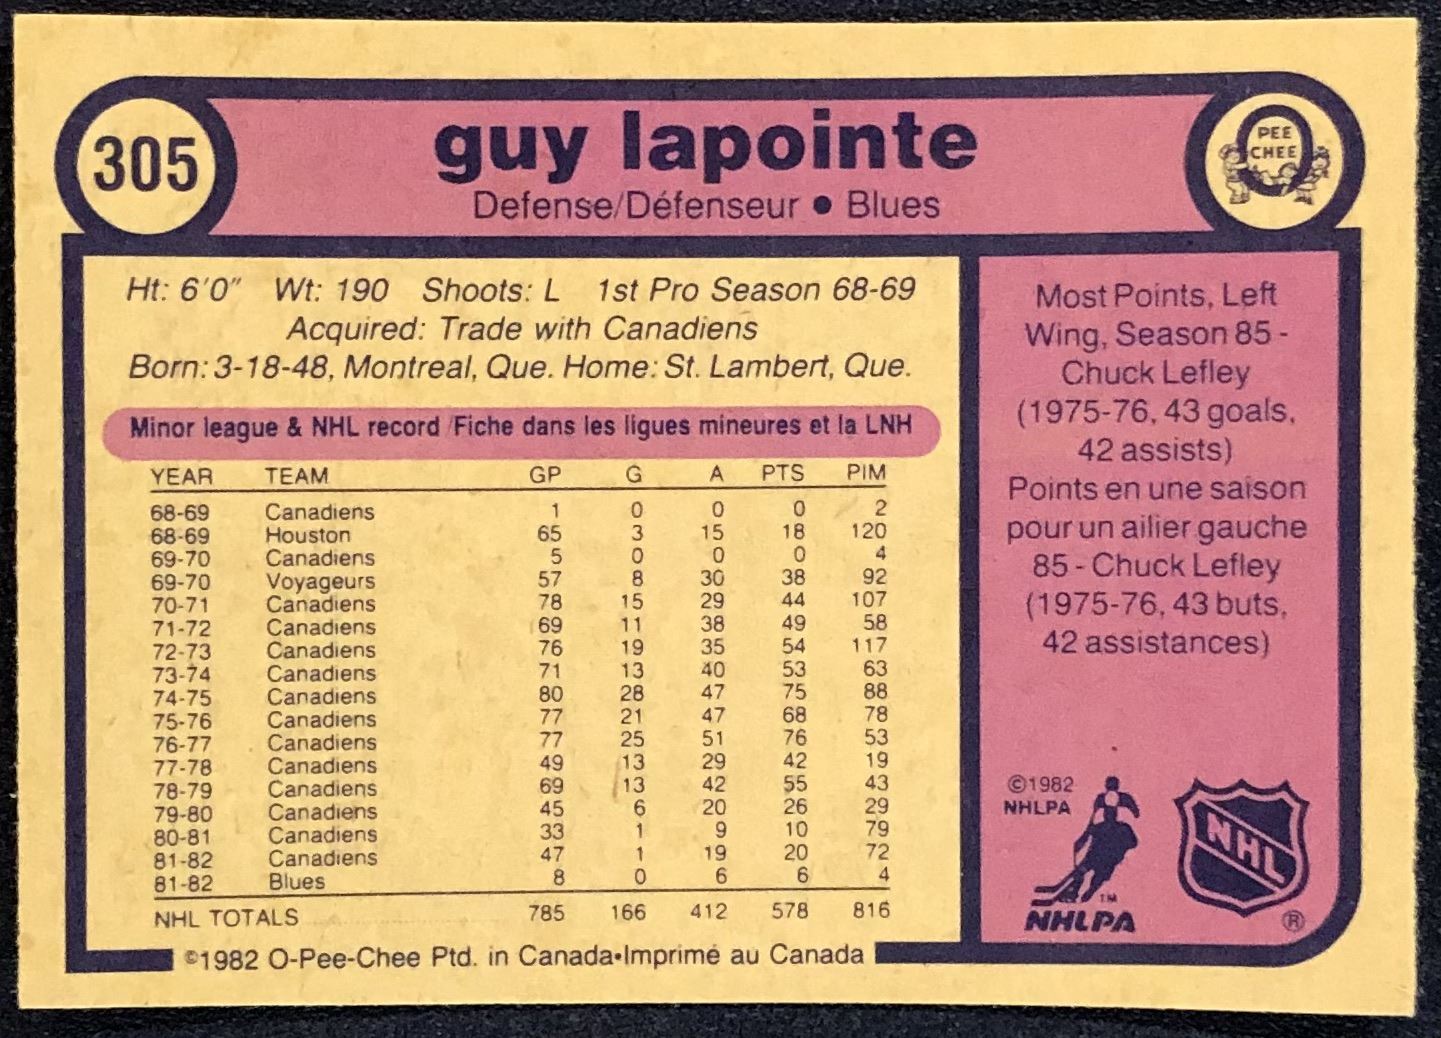 305
guy lapointe
Defense/Défenseur • Blues
PEE
CHEE
Ht: 6'0" Wt: 190 Shoots: L 1st Pro Season 68-69
Acquired: Trade with Canadiens
Born: 3-18-48, Montreal, Que. Home: St. Lambert, Que.
Minor league & NHL record/Fiche dans les ligues mineures et la LNH
YEAR TEAM GP G A PTS PIM
68-69 Canadiens 1 0 0 0 2
68-69 Houston 65 3 15 18 120
69-70 Canadiens 5 0 0 0 4
69-70 Voyageurs 57 8 30 38 92
70-71 Canadiens 78 15 29 44 107
71-72 Canadiens 69 11 38 49 58
72-73 Canadiens 76 19 35 54 117
73-74 Canadiens 71 13 40 53 63
74-75 Canadiens 80 28 47 75 88
75-76 Canadiens 77 21 47 68 78
76-77 Canadiens 77 25 51 76 53
77-78 Canadiens 49 13 29 42 19
78-79 Canadiens 69 13 42 55 43
79-80 Canadiens 45 6 20 26 29
80-81 Canadiens 33 1 9 10 79
81-82 Canadiens 47 1 19 20 72
81-82 Blues 8 0 6 6 4
NHL TOTALS 785 166 412 578 816
©1982 O-Pee-Chee Ptd. in Canada•Imprimé au Canada
Most Points, Left
Wing, Season 85 -
Chuck Lefley
(1975-76, 43 goals,
42 assists)
Points en une saison
pour un ailier gauche
85 - Chuck Lefley
(1975-76, 43 buts,
42 assistances)
©1982
NHLPA
TM
NHLPA
NHL
®